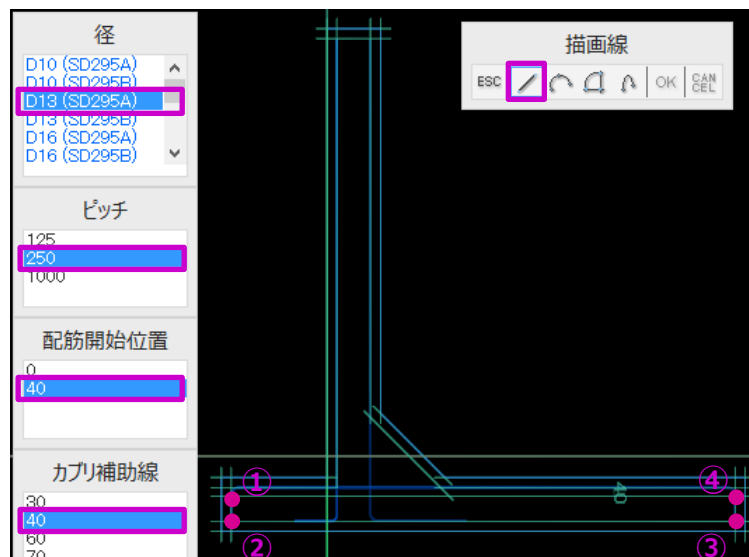 径
D10 (SD295A)
D10 (SD295B)
D13 (SD295A)
D13 (SD295B)
D16 (SD295A)
D16 (SD295B)
ピッチ
125
250
1000
配筋開始位置
0
40
カブリ補助線
30
40
60
70
描画線
ESC
OK
CAN
CEL
40
①
④
②
③